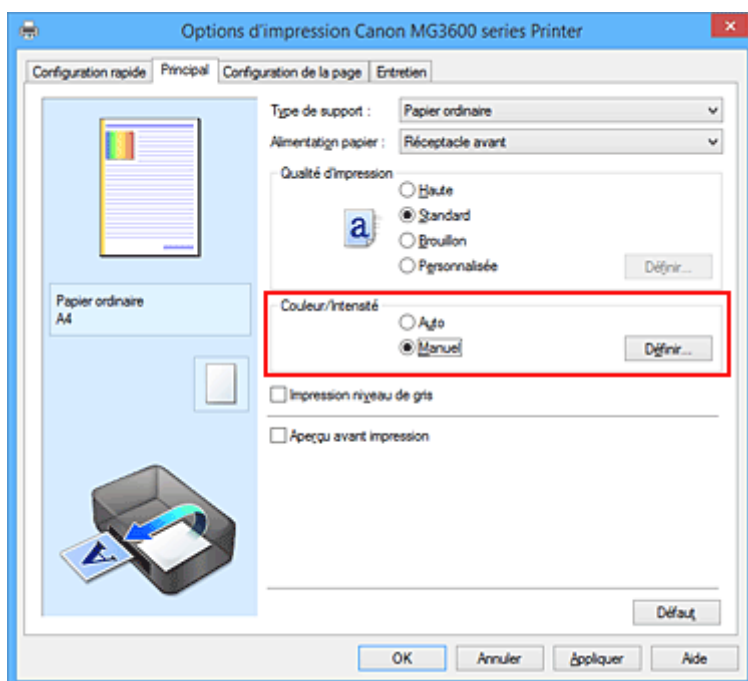 Options d'impression Canon MG3600 series Printer
Configuration rapide Principal Configuration de la page Entretien
Type de support : Papier ordinaire
Alimentation papier : Réceptacle avant
Qualité d'impression
Haute
a Standard
Brouillon
Personnalisée Définir...
Papier ordinaire
A4
Couleur/Intensité
Auto
Manuel Définir...
Impression niveau de gris
Aperçu avant impression
A
Défaut
OK Annuler Appliquer Aide